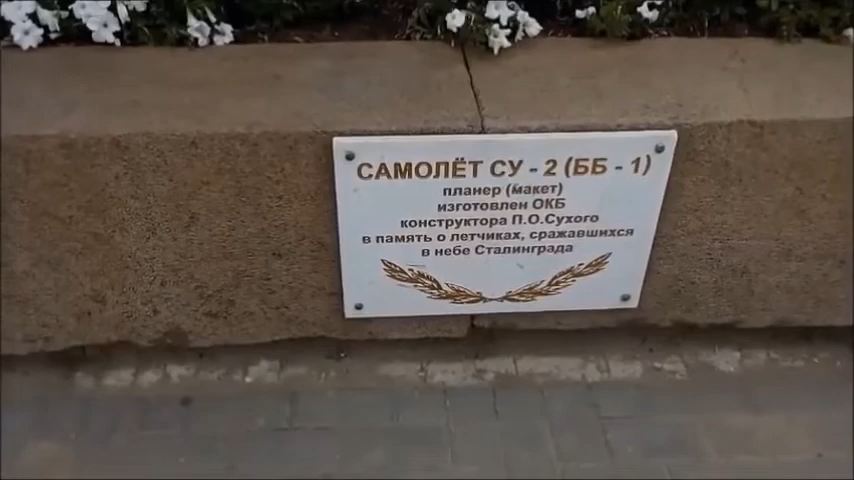 САМОЛЁТ СУ - 2 (ББ - 1)
планер (макет)
изготовлен ОКБ
конструктора П.О.Сухого
в память о летчиках, сражавшихся
в небе Сталинграда